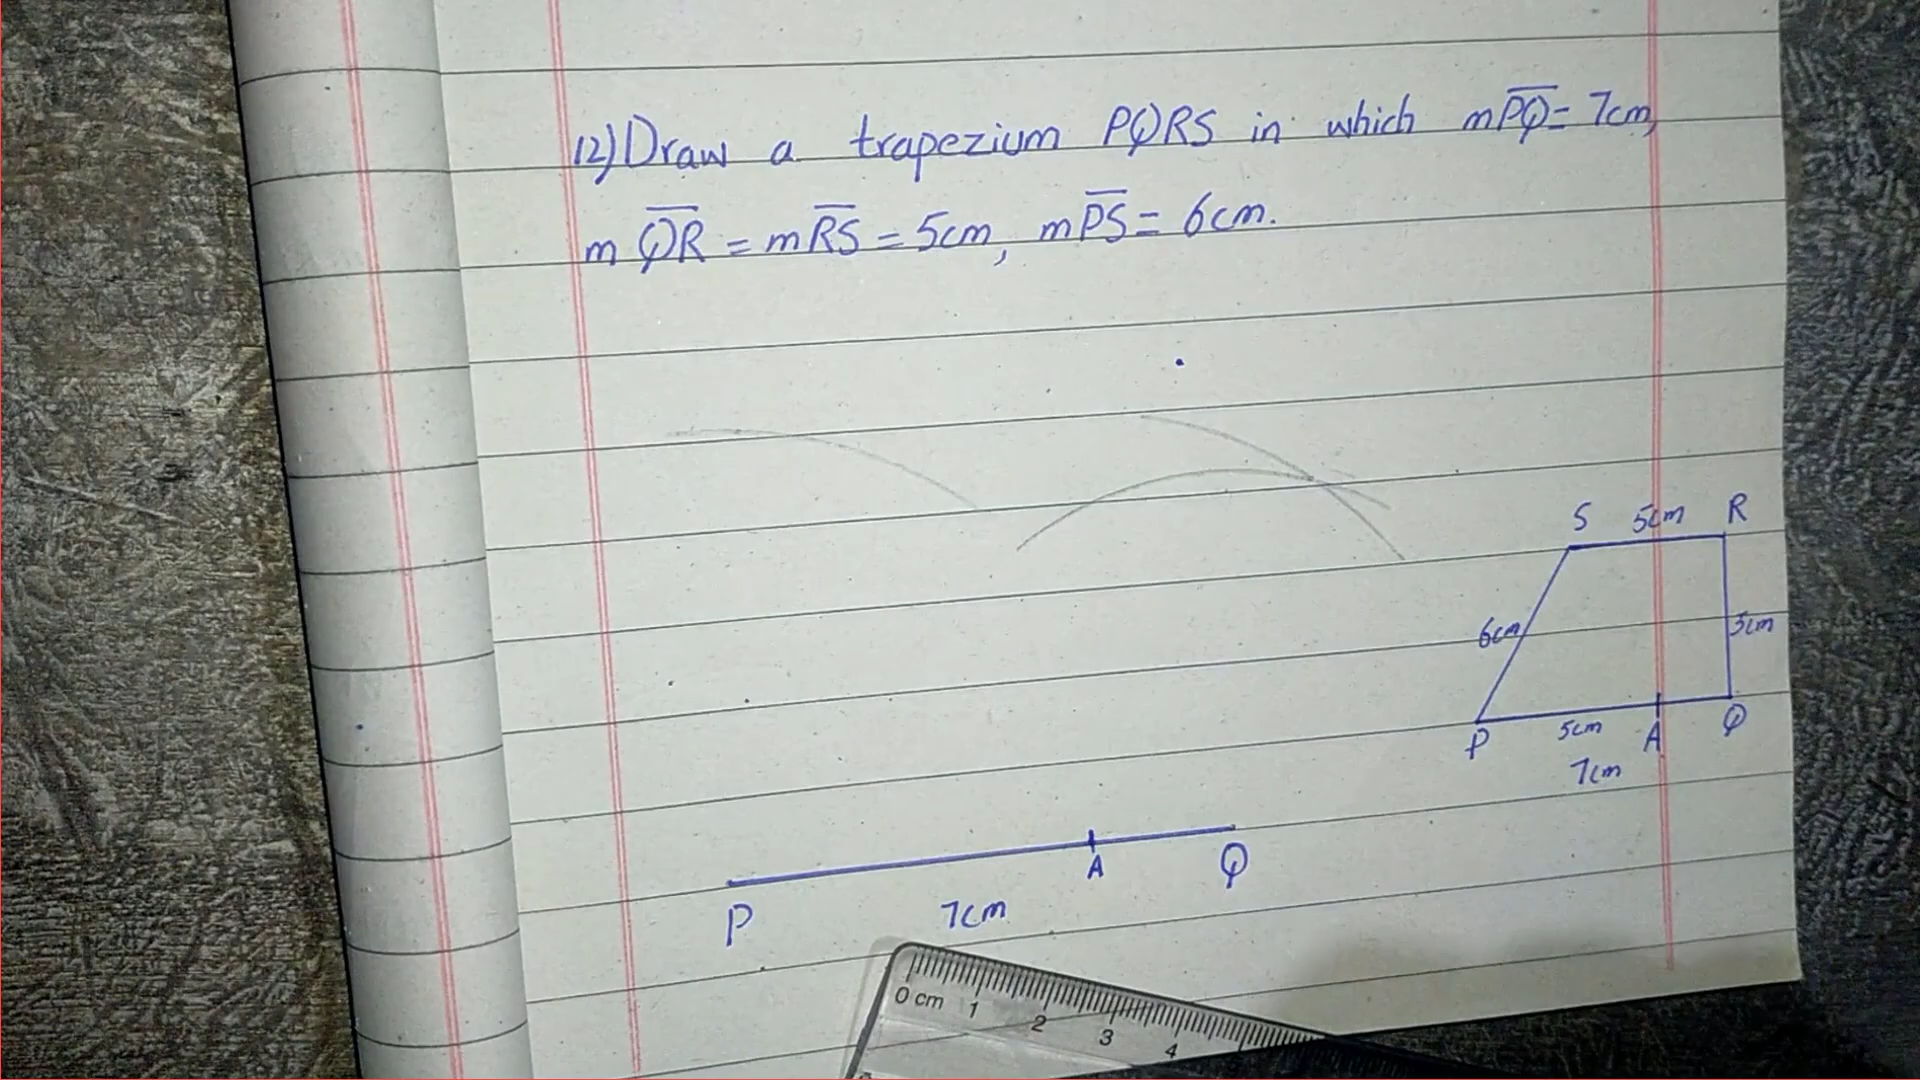 12) Draw a trapezium PQRS in which mPQ = 7cm,
mQR = mRS = 5cm, mPS = 6cm.
S 5cm R
6cm 5cm
P 5cm A Q
7cm
A Q
P 7cm
0 cm 1 2 3 4